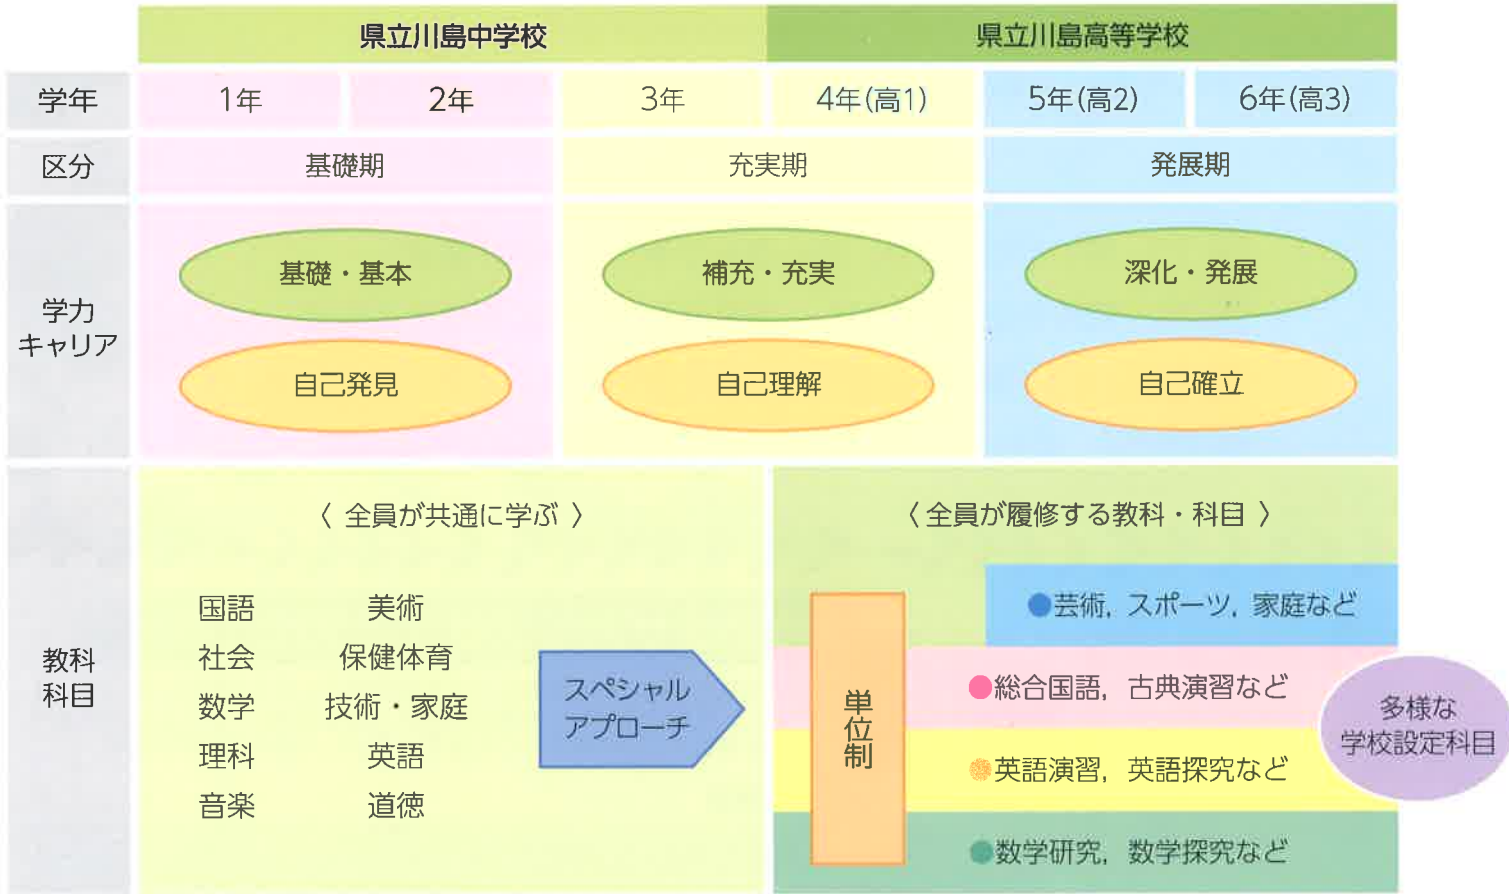 県立川島中学校
県立川島高等学校
学年
1年
2年
3年
4年(高1)
5年(高2)
6年(高3)
区分
基礎期
充実期
発展期
学力
キャリア
基礎・基本
補充・充実
深化・発展
自己発見
自己理解
自己確立
教科
科目
〈 全員が共通に学ぶ 〉
国語
美術
社会
保健体育
数学
技術・家庭
理科
英語
音楽
道徳
スペシャル
アプローチ
〈 全員が履修する教科・科目 〉
単位制
●芸術，スポーツ，家庭など
●総合国語，古典演習など
●英語演習，英語探究など
●数学研究，数学探究など
多様な
学校設定科目